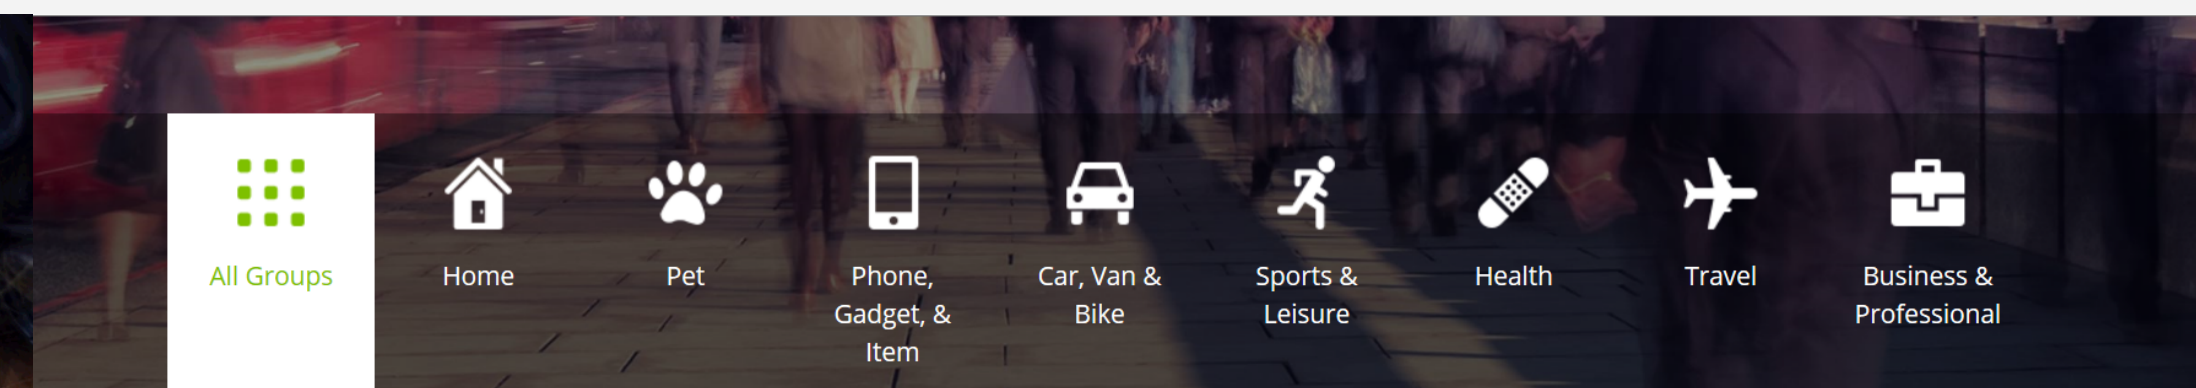 All Groups
Home
Pet
Phone,
Gadget, &
Item
Car, Van &
Bike
Sports &
Leisure
Health
Travel
Business &
Professional